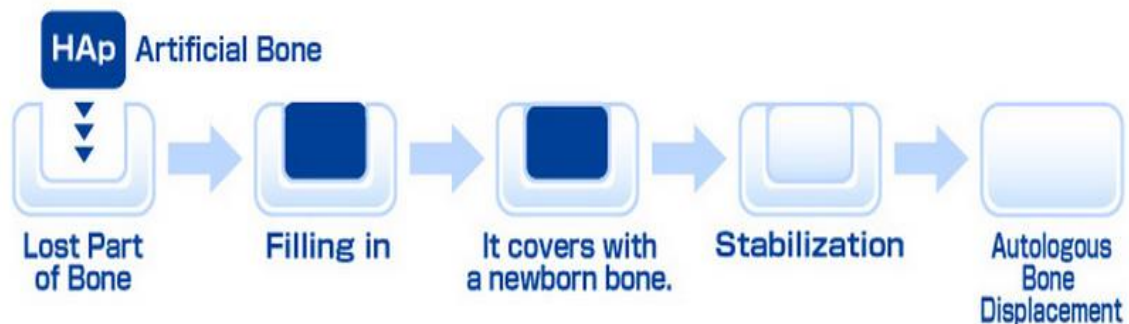 HAp Artificial Bone
Lost Part
of Bone
Filling in
It covers with
a newborn bone.
Stabilization
Autologous
Bone
Displacement